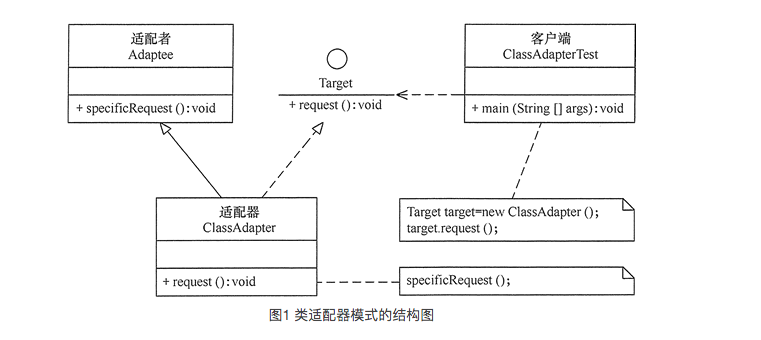 适配者
Adaptee
+ specificRequest ():void
Target
+ request ():void
客户端
ClassAdapterTest
+ main (String [] args):void
适配器
ClassAdapter
+ request ():void
Target target=new ClassAdapter ();
target.request ();
specificRequest ();
图1 类适配器模式的结构图